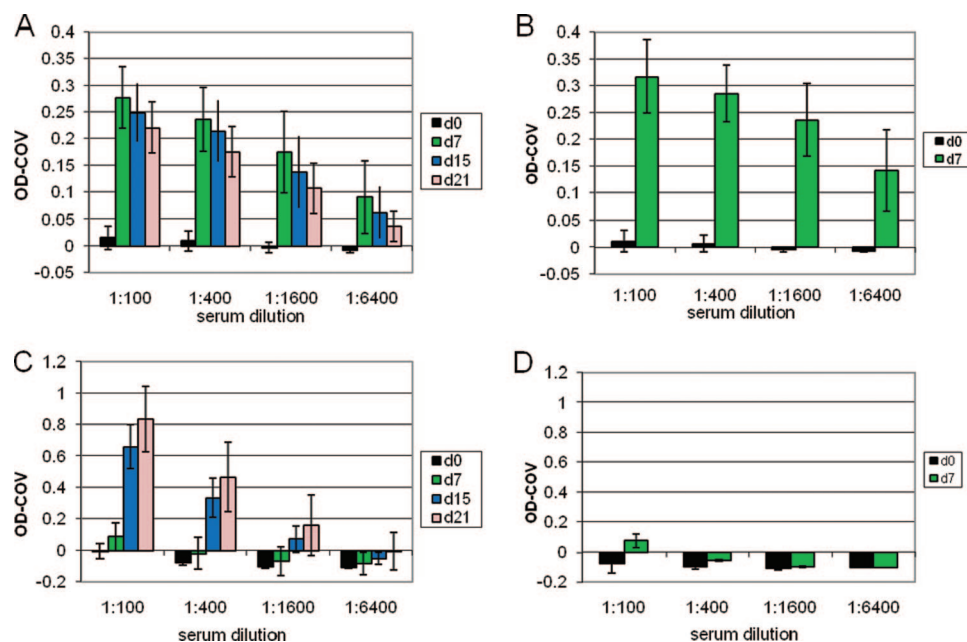 A
OD-COV
0.4
0.35
0.3
0.25
0.2
0.15
0.1
0.05
0
-0.05
1:100 1:400 1:1600 1:6400
serum dilution
d0
d7
d15
d21
B
OD-COV
0.4
0.35
0.3
0.25
0.2
0.15
0.1
0.05
0
-0.05
1:100 1:400 1:1600 1:6400
serum dilution
d0
d7
C
OD-COV
1.2
1
0.8
0.6
0.4
0.2
0
-0.2
1:100 1:400 1:1600 1:6400
serum dilution
d0
d7
d15
d21
D
OD-COV
1.2
1
0.8
0.6
0.4
0.2
0
-0.2
1:100 1:400 1:1600 1:6400
serum dilution
d0
d7